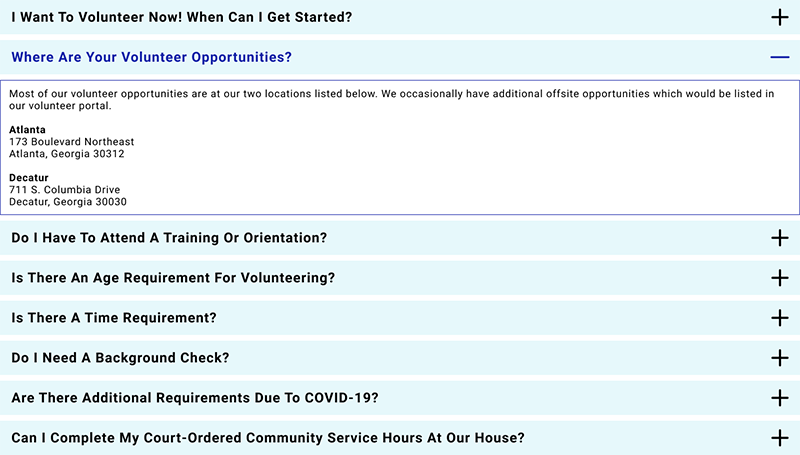 I Want To Volunteer Now! When Can I Get Started?
Where Are Your Volunteer Opportunities?
Most of our volunteer opportunities are at our two locations listed below. We occasionally have additional offsite opportunities which would be listed in
our volunteer portal.
Atlanta
173 Boulevard Northeast
Atlanta, Georgia 30312
Decatur
711 S. Columbia Drive
Decatur, Georgia 30030
Do I Have To Attend A Training Or Orientation?
Is There An Age Requirement For Volunteering?
Is There A Time Requirement?
Do I Need A Background Check?
Are There Additional Requirements Due To COVID-19?
Can I Complete My Court-Ordered Community Service Hours At Our House?